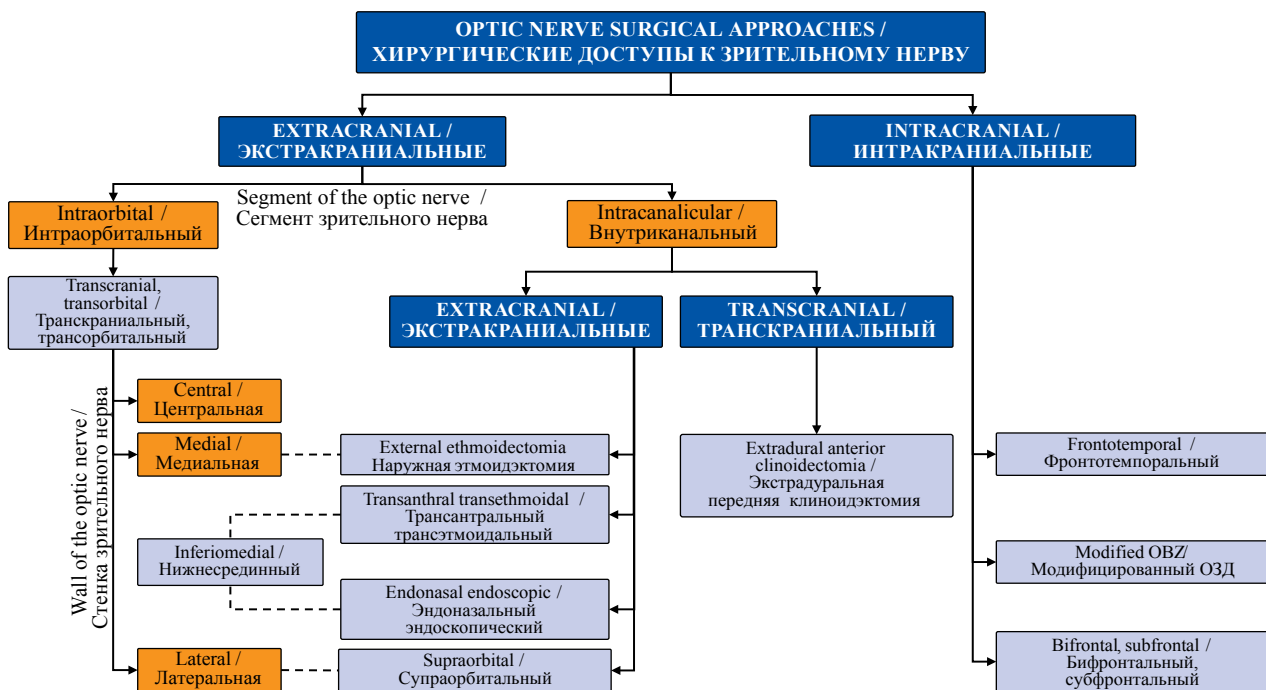 OPTIC NERVE SURGICAL APPROACHES /
ХИРУРГИЧЕСКИЕ ДОСТУПЫ К ЗРИТЕЛЬНОМУ НЕРВУ
EXTRACRANIAL /
ЭКСТРАКРАНИАЛЬНЫЕ
INTRACRANIAL /
ИНТРАКРАНИАЛЬНЫЕ
Segment of the optic nerve /
Сегмент зрительного нерва
Intraorbital /
Интраорбитальный
Intracanalicular /
Внутриканальный
Transcranial,
transorbital /
Транскраниальный,
трансорбитальный
EXTRACRANIAL /
ЭКСТРАКРАНИАЛЬНЫЕ
TRANSCRANIAL /
ТРАНСКРАНИАЛЬНЫЙ
Wall of the optic nerve /
Стенка зрительного нерва
Central /
Центральная
Medial /
Медиальная
External ethmoidectomia
Наружная этмоидэктомия
Transanthral transethmoidal /
Трансантральный
трансэтмоидальный
Inferiomedial /
Нижнесрединный
Endonasal endoscopic /
Эндоназальный
эндоскопический
Lateral /
Латеральная
Supraorbital /
Супраорбитальный
Extradural anterior
clinoidectomia /
Экстрадуральная
передняя клиноидэктомия
Frontotemporal /
Фронтотемпоральный
Modified OBZ/
Модифицированный ОЗД
Bifrontal, subfrontal /
Бифронтальный,
субфронтальный